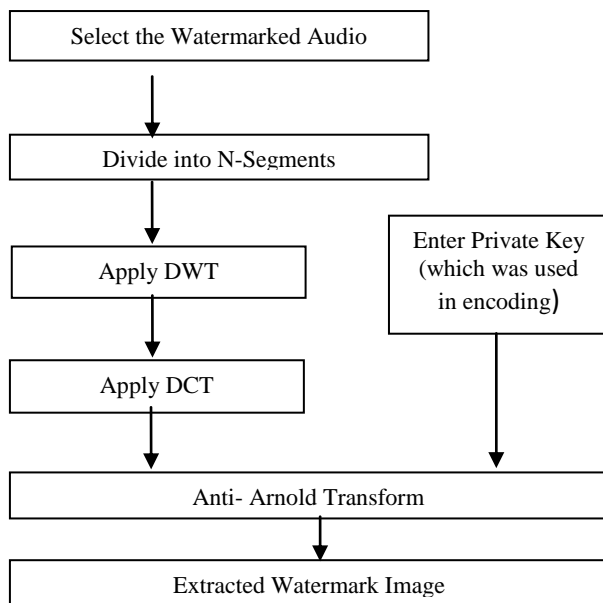 Select the Watermarked Audio
Divide into N-Segments
Apply DWT
Enter Private Key
(which was used
in encoding)
Apply DCT
Anti- Arnold Transform
Extracted Watermark Image